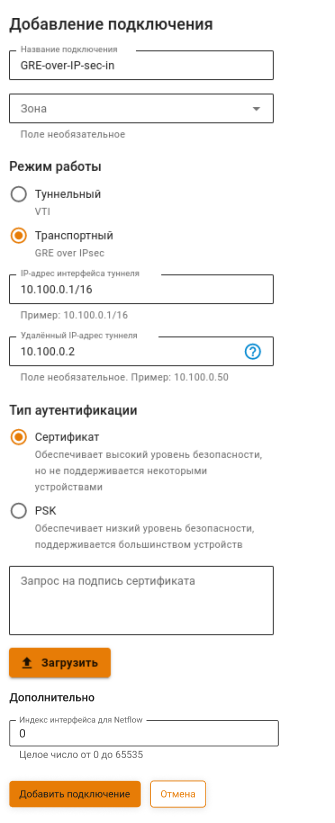 Добавление подключения
Название подключения
GRE-over-IP-sec-in
Зона
Поле необязательное
Режим работы
Туннельный
VTI
Транспортный
GRE over IPsec
IP-адрес интерфейса туннеля
10.100.0.1/16
Пример: 10.100.0.1/16
Удалённый IP-адрес туннеля
10.100.0.2
?
Поле необязательное. Пример: 10.100.0.50
Тип аутентификации
Сертификат
Обеспечивает высокий уровень безопасности,
но не поддерживается некоторыми
устройствами
PSK
Обеспечивает низкий уровень безопасности,
поддерживается большинством устройств
Запрос на подпись сертификата
Загрузить
Дополнительно
Индекс интерфейса для Netflow
0
Целое число от 0 до 65535
Добавить подключение
Отмена